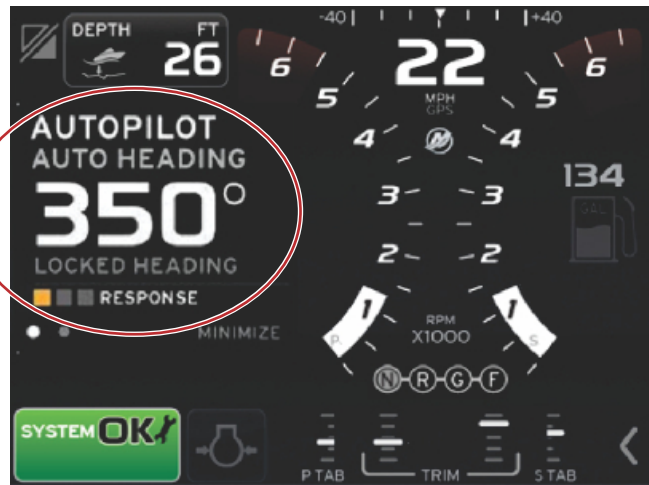 DEPTH FT
26
-40 +40
22
MPH
GPS
6 6
5 5
4 4
3 3
2 2
1 1
P. S
RPM
X1000
N R G F
AUTOPILOT
AUTO HEADING
350°
LOCKED HEADING
RESPONSE
MINIMIZE
134
GAL
SYSTEM OK
P TAB TRIM S TAB